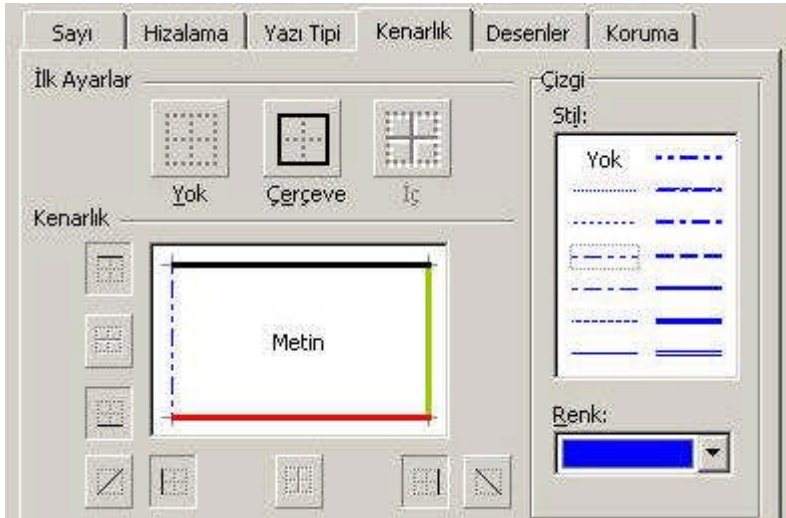 Sayı Hizalama Yazı Tipi Kenarlık Desenler Koruma
İlk Ayarlar
Yok Çerçeve İç
Kenarlık
Metin
Çizgi
Stil:
Yok
Renk: